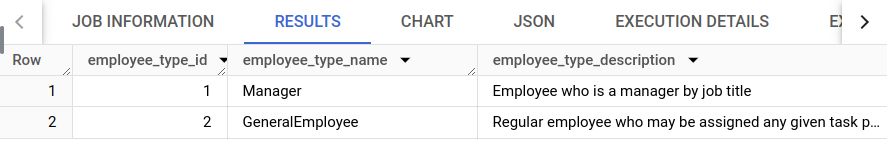 JOB INFORMATION RESULTS CHART JSON EXECUTION DETAILS
Row employee_type_id employee_type_name employee_type_description
1 1 Manager Employee who is a manager by job title
2 2 GeneralEmployee Regular employee who may be assigned any given task p...